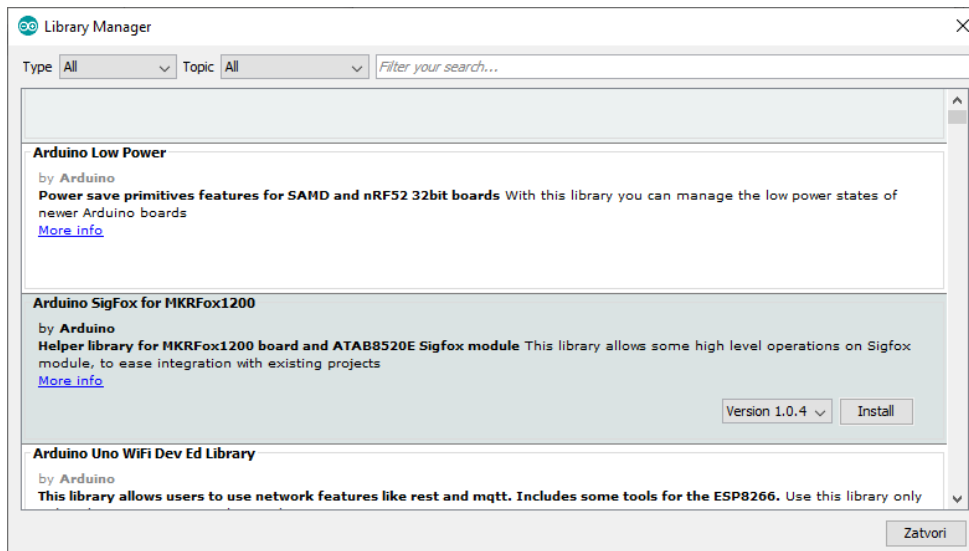 Library Manager
Type All Topic All Filter your search...
Arduino Low Power
by Arduino
Power save primitives features for SAMD and nRF52 32bit boards With this library you can manage the low power states of
newer Arduino boards
More info
Arduino SigFox for MKRFox1200
by Arduino
Helper library for MKRFox1200 board and ATAB8520E Sigfox module This library allows some high level operations on Sigfox
module, to ease integration with existing projects
More info
Version 1.0.4 Install
Arduino Uno WiFi Dev Ed Library
by Arduino
This library allows users to use network features like rest and mqtt. Includes some tools for the ESP8266. Use this library only
Zatvori